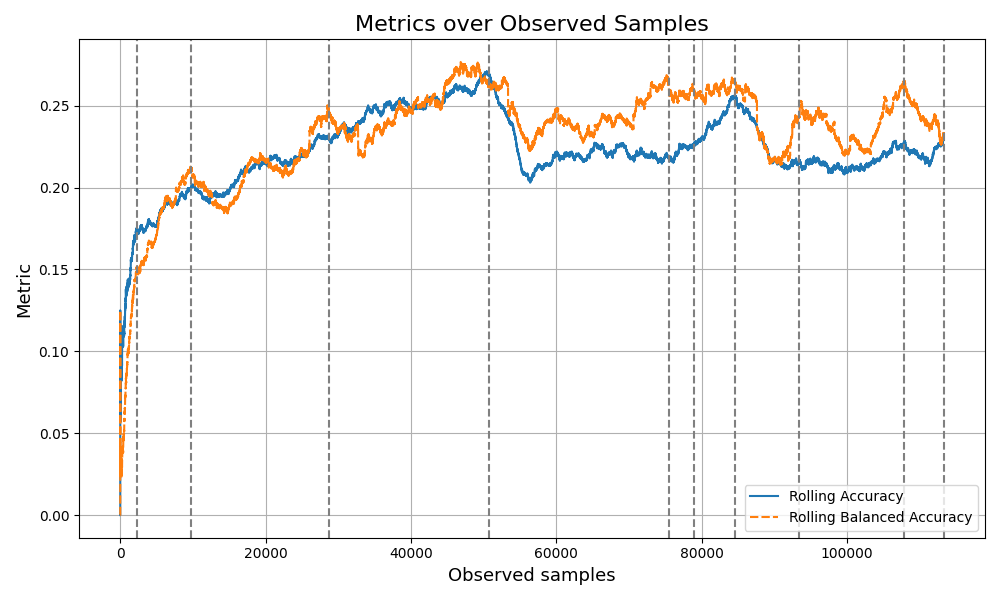 Metrics over Observed Samples
Metric
0.25
0.20
0.15
0.10
0.05
0.00
0 20000 40000 60000 80000 100000
Observed samples
Rolling Accuracy
Rolling Balanced Accuracy